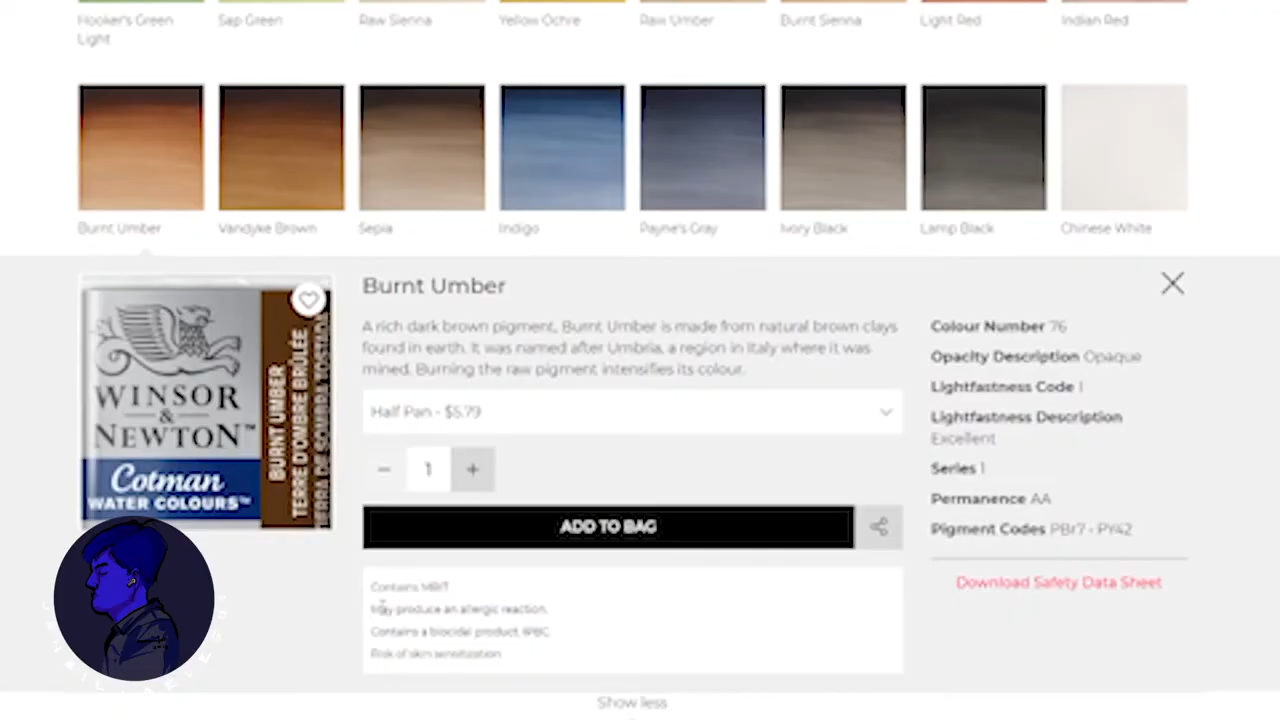 Hooker's Green
Light
Sap Green
Raw Sienna
Yellow Ochre
Raw Umber
Burnt Sienna
Light Red
Indian Red
Burnt Umber
Vandyke Brown
Sepia
Indigo
Payne's Gray
Ivory Black
Lamp Black
Chinese White
WINSOR
&
NEWTON™
Cotman
WATER COLOURS™
BURNT UMBER
TERRE D'OMBRE BRULÉE
Burnt Umber
A rich dark brown pigment, Burnt Umber is made from natural brown clays
found in earth. It was named after Umbria, a region in Italy where it was
mined. Burning the raw pigment intensifies its colour.
Half Pan - $5.79
− 1 +
ADD TO BAG
Contains MBIT
May produce an allergic reaction.
Contains a biocidal product. IPBC
Risk of skin sensitization
Colour Number 76
Opacity Description Opaque
Lightfastness Code I
Lightfastness Description
Excellent
Series 1
Permanence AA
Pigment Codes PBr7 - PY42
Download Safety Data Sheet
Show less